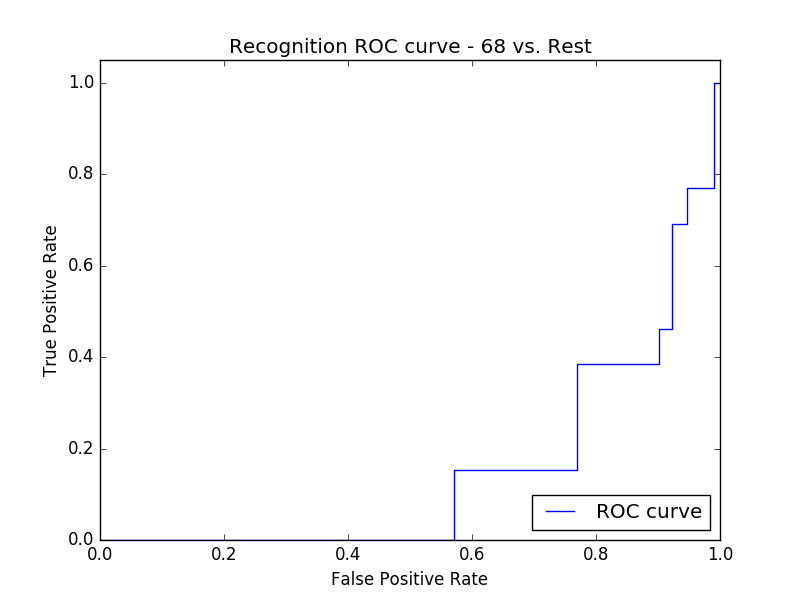 Recognition ROC curve - 68 vs. Rest
1.0
0.8
0.6
0.4
0.2
0.0
True Positive Rate
0.0 0.2 0.4 0.6 0.8 1.0
False Positive Rate
ROC curve